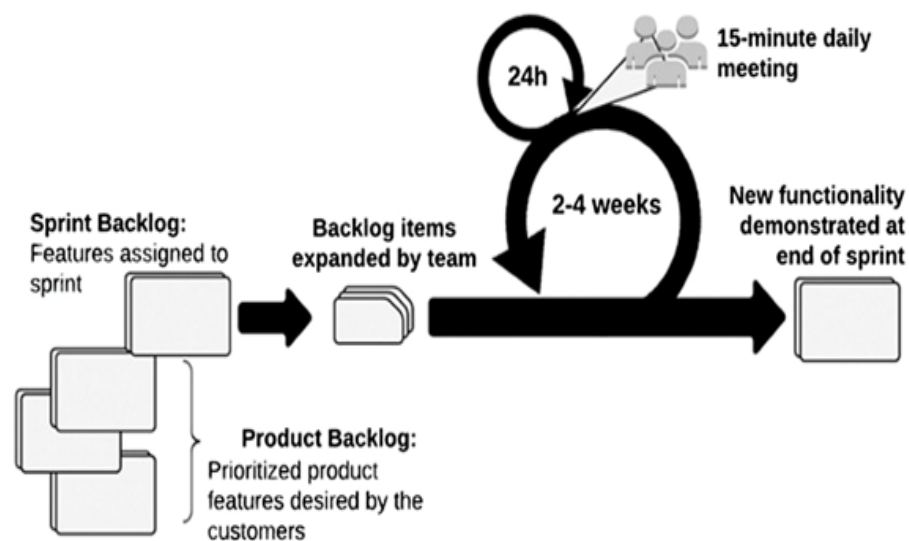 24h
15-minute daily
meeting
2-4 weeks
Sprint Backlog:
Features assigned to
sprint
Backlog items
expanded by team
New functionality
demonstrated at
end of sprint
Product Backlog:
Prioritized product
features desired by the
customers